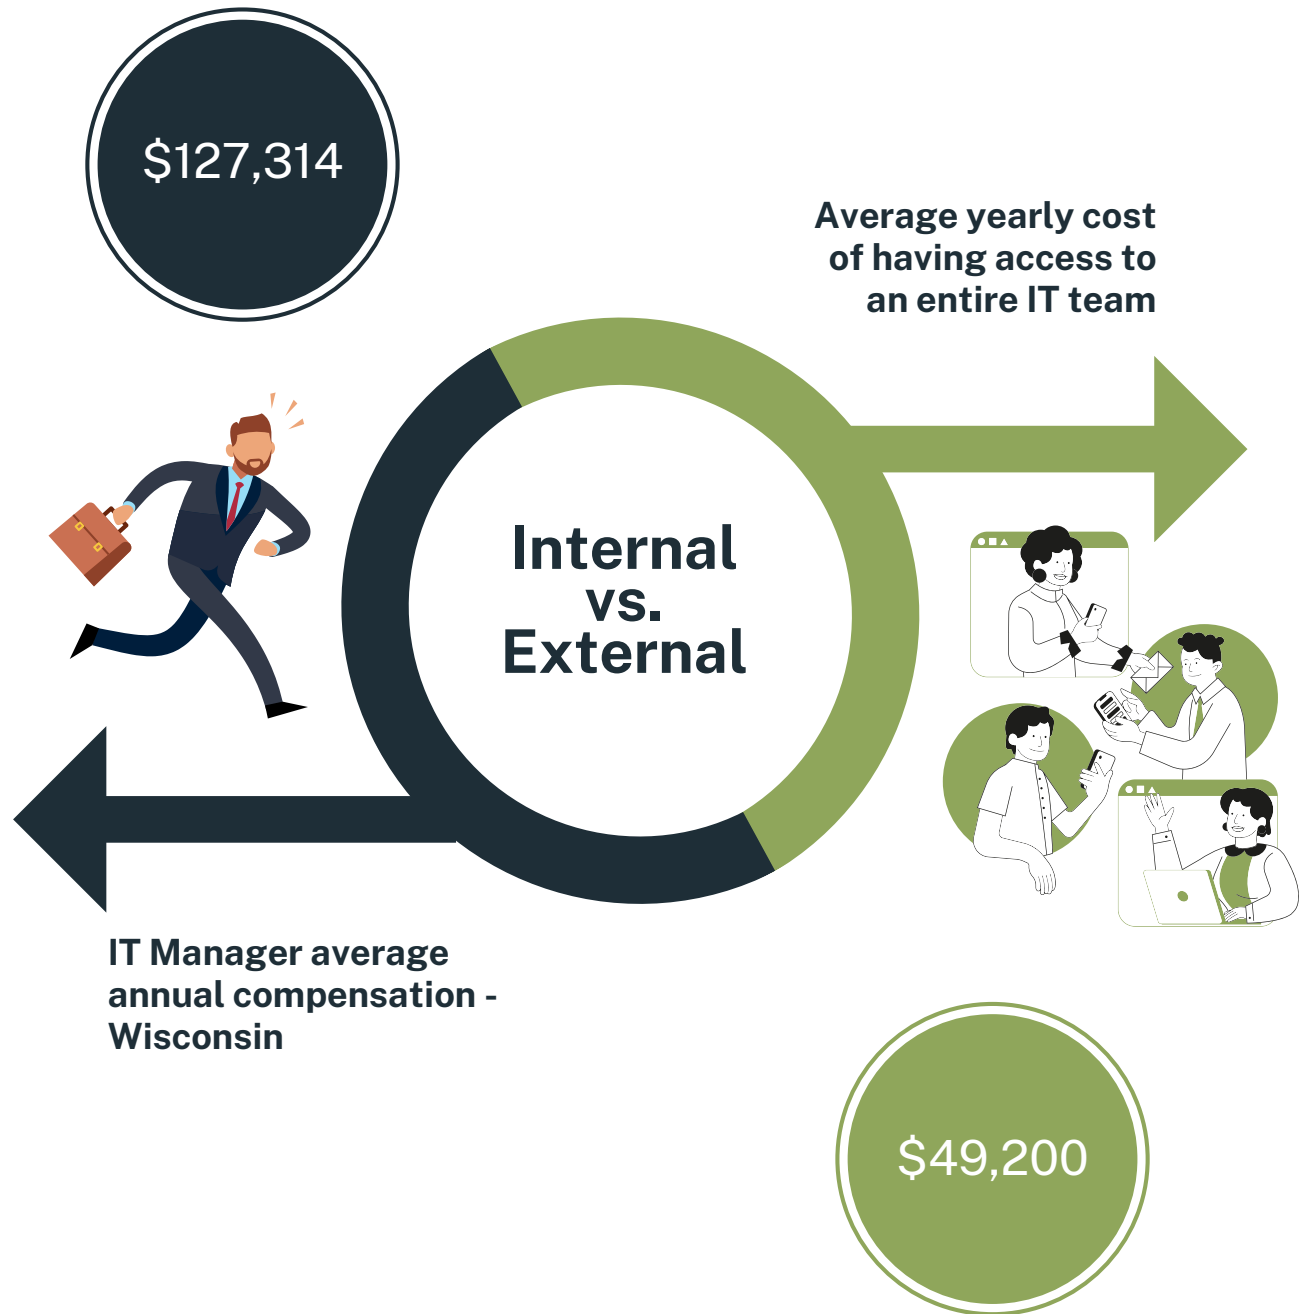 $127,314
Average yearly cost
of having access to
an entire IT team
Internal
vs.
External
IT Manager average
annual compensation -
Wisconsin
$49,200